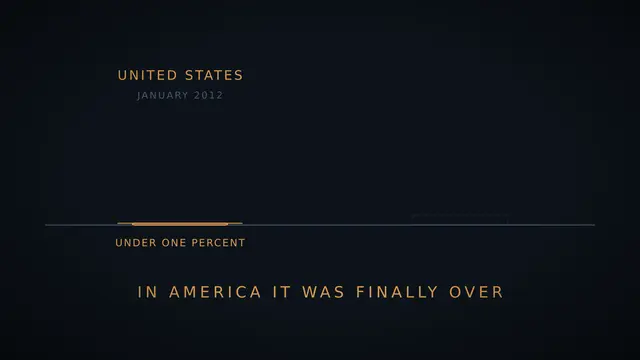 UNITED STATES
JANUARY 2012
UNDER ONE PERCENT
IN AMERICA IT WAS FINALLY OVER